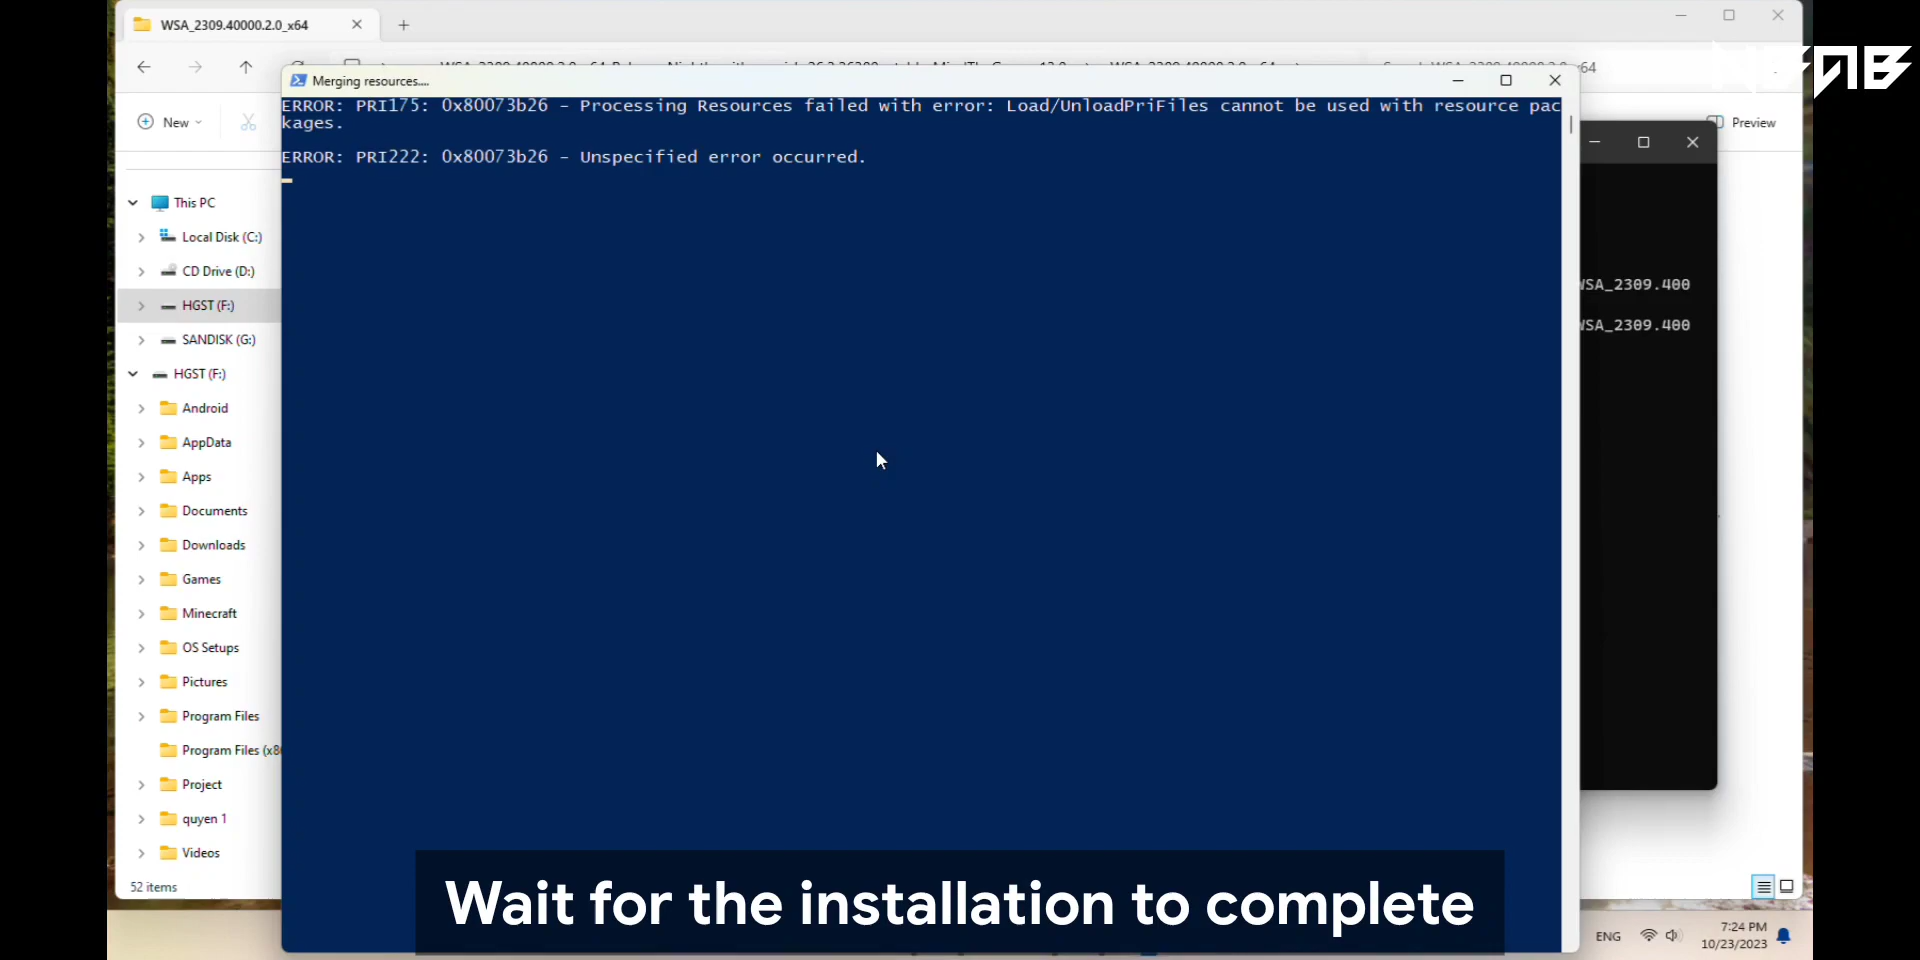 WSA_2309.40000.2.0_x64
Merging resources....
ERROR: PRI175: 0x80073b26 - Processing Resources failed with error: Load/UnloadPriFiles cannot be used with resource pac
kages.
ERROR: PRI222: 0x80073b26 - Unspecified error occurred.
New
Preview
This PC
Local Disk (C:)
CD Drive (D:)
HGST (F:)
SANDISK (G:)
HGST (F:)
Android
AppData
Apps
Documents
Downloads
Games
Minecraft
OS Setups
Pictures
Program Files
Program Files (x8
Project
quyen 1
Videos
52 items
WSA_2309.400
WSA_2309.400
Wait for the installation to complete
ENG
7:24 PM
10/23/2023